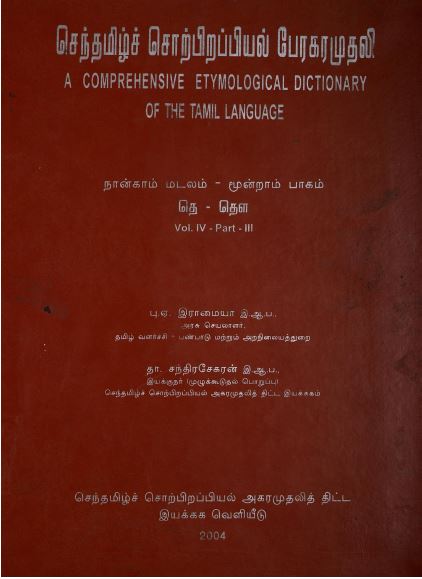 செந்தமிழ்ச் சொற்பிறப்பியல் பேரகரமுதலி
A COMPREHENSIVE ETYMOLOGICAL DICTIONARY
OF THE TAMIL LANGUAGE
நான்காம் மடலம் - மூன்றாம் பாகம்
தெ - தௌ
Vol. IV - Part - III
பு.ஏ. இராமையா இ.ஆ.ப.,
அரசு செயலாளர்,
தமிழ் வளர்ச்சி - பண்பாடு மற்றும் அறநிலையத்துறை
தா. சந்திரசேகரன் இ.ஆ.ப.,
இயக்குநர் (முழுக்கூடுதல் பொறுப்பு)
செந்தமிழ்ச் சொற்பிறப்பியல் அகரமுதலித் திட்ட இயக்ககம்
செந்தமிழ்ச் சொற்பிறப்பியல் அகரமுதலித் திட்ட
இயக்கக வெளியீடு
2004